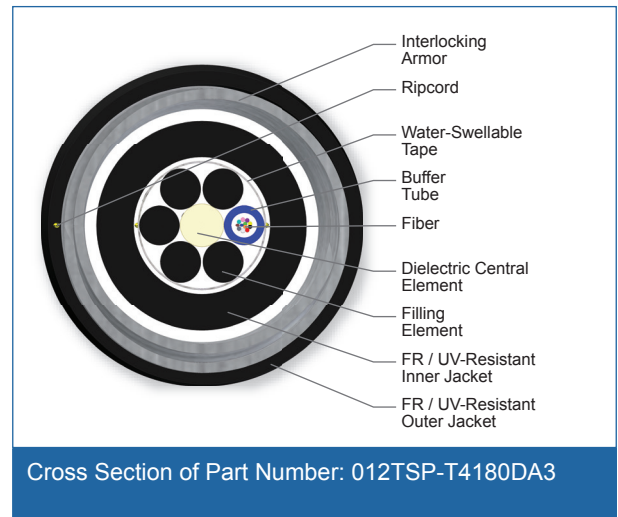 Interlocking
Armor
Ripcord
Water-Swellable
Tape
Buffer
Tube
Fiber
Dielectric Central
Element
Filling
Element
FR / UV-Resistant
Inner Jacket
FR / UV-Resistant
Outer Jacket
Cross Section of Part Number: 012TSP-T4180DA3